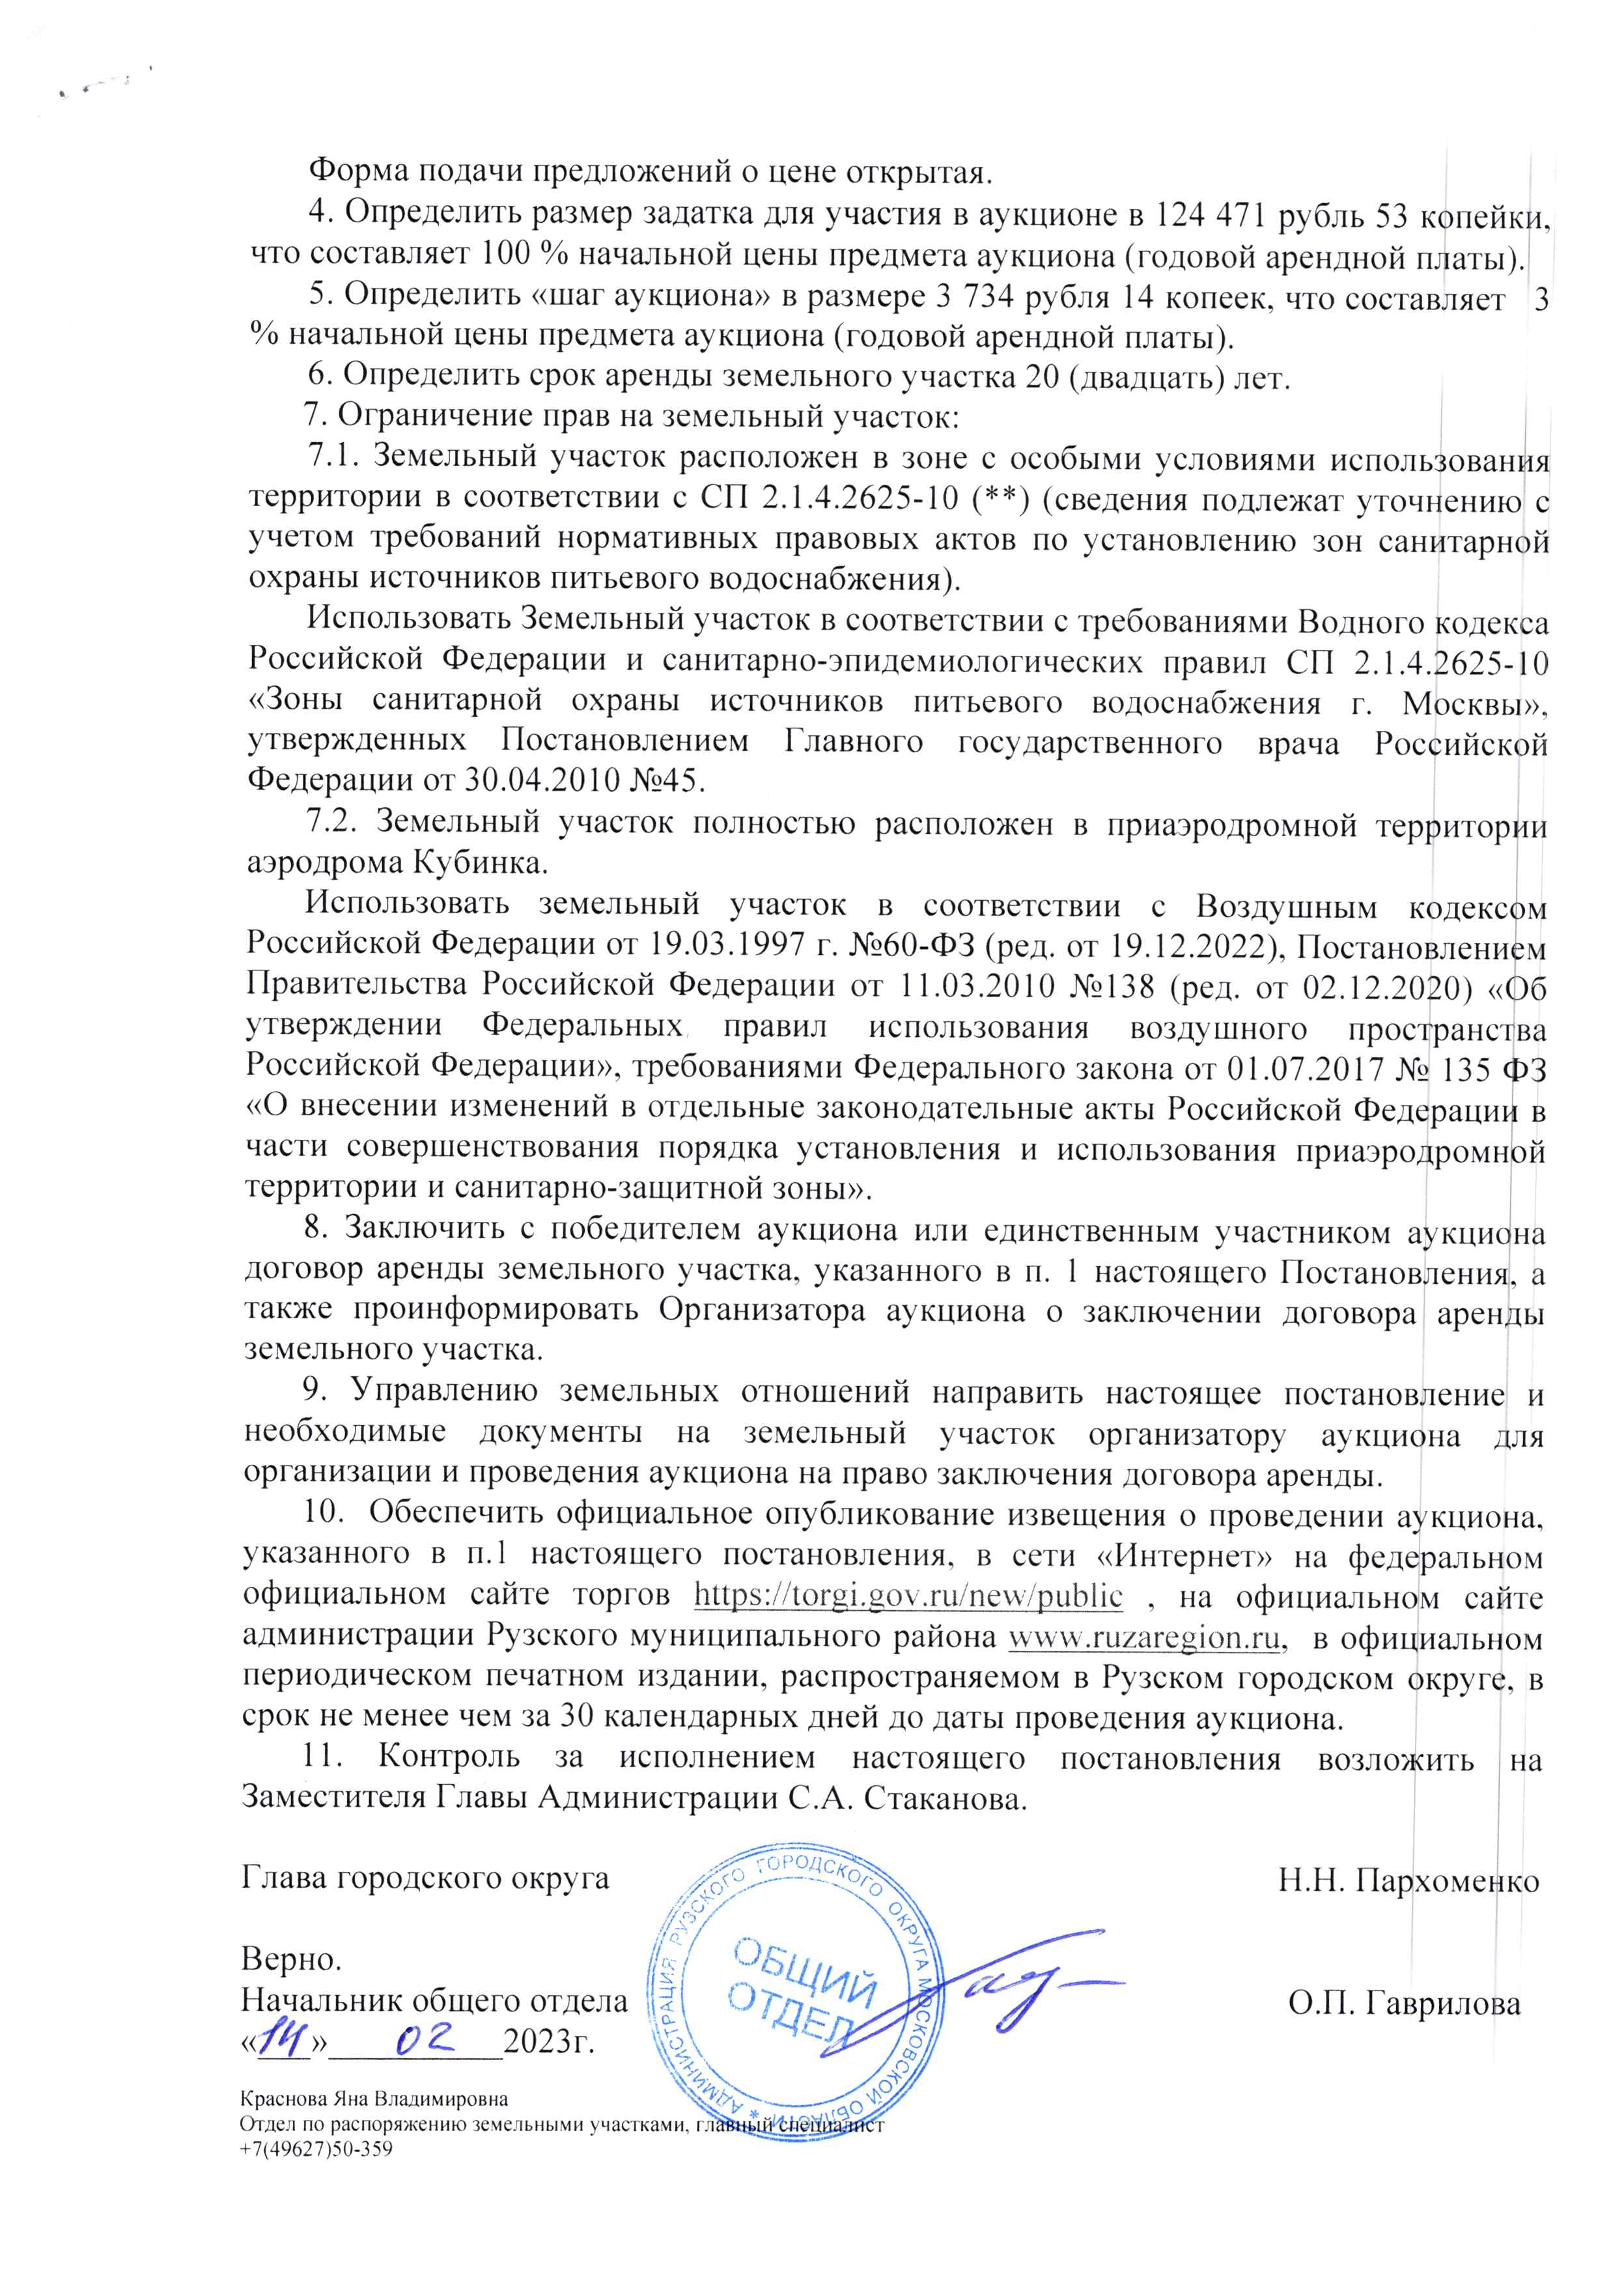 Форма подачи предложений о цене открытая.
4. Определить размер задатка для участия в аукционе в 124 471 рубль 53 копейки,
что составляет 100 % начальной цены предмета аукциона (годовой арендной платы).
5. Определить «шаг аукциона» в размере 3 734 рубля 14 копеек, что составляет 3
% начальной цены предмета аукциона (годовой арендной платы).
6. Определить срок аренды земельного участка 20 (двадцать) лет.
7. Ограничение прав на земельный участок:
7.1. Земельный участок расположен в зоне с особыми условиями использования
территории в соответствии с СП 2.1.4.2625-10 (**) (сведения подлежат уточнению с
учетом требований нормативных правовых актов по установлению зон санитарной
охраны источников питьевого водоснабжения).
Использовать Земельный участок в соответствии с требованиями Водного кодекса
Российской Федерации и санитарно-эпидемиологических правил СП 2.1.4.2625-10
«Зоны санитарной охраны источников питьевого водоснабжения г. Москвы»,
утвержденных Постановлением Главного государственного врача Российской
Федерации от 30.04.2010 №45.
7.2. Земельный участок полностью расположен в приаэродромной территории
аэродрома Кубинка.
Использовать земельный участок в соответствии с Воздушным кодексом
Российской Федерации от 19.03.1997 г. №60-ФЗ (ред. от 19.12.2022), Постановлением
Правительства Российской Федерации от 11.03.2010 №138 (ред. от 02.12.2020) «Об
утверждении Федеральных правил использования воздушного пространства
Российской Федерации», требованиями Федерального закона от 01.07.2017 № 135 ФЗ
«О внесении изменений в отдельные законодательные акты Российской Федерации в
части совершенствования порядка установления и использования приаэродромной
территории и санитарно-защитной зоны».
8. Заключить с победителем аукциона или единственным участником аукциона
договор аренды земельного участка, указанного в п. 1 настоящего Постановления, а
также проинформировать Организатора аукциона о заключении договора аренды
земельного участка.
9. Управлению земельных отношений направить настоящее постановление и
необходимые документы на земельный участок организатору аукциона для
организации и проведения аукциона на право заключения договора аренды.
10. Обеспечить официальное опубликование извещения о проведении аукциона,
указанного в п.1 настоящего постановления, в сети «Интернет» на федеральном
официальном сайте торгов https://torgi.gov.ru/new/public , на официальном сайте
администрации Рузского муниципального района www.ruzaregion.ru, в официальном
периодическом печатном издании, распространяемом в Рузском городском округе, в
срок не менее чем за 30 календарных дней до даты проведения аукциона.
11. Контроль за исполнением настоящего постановления возложить на
Заместителя Главы Администрации С.А. Стаканова.
Глава городского округа Н.Н. Пархоменко
Верно.
Начальник общего отдела О.П. Гаврилова
«14» 02 2023г.
АДМИНИСТРАЦИЯ РУЗСКОГО ГОРОДСКОГО ОКРУГА МОСКОВСКОЙ ОБЛАСТИ *
ОБЩИЙ
ОТДЕЛ
Краснова Яна Владимировна
Отдел по распоряжению земельными участками, главный специалист
+7(49627)50-359